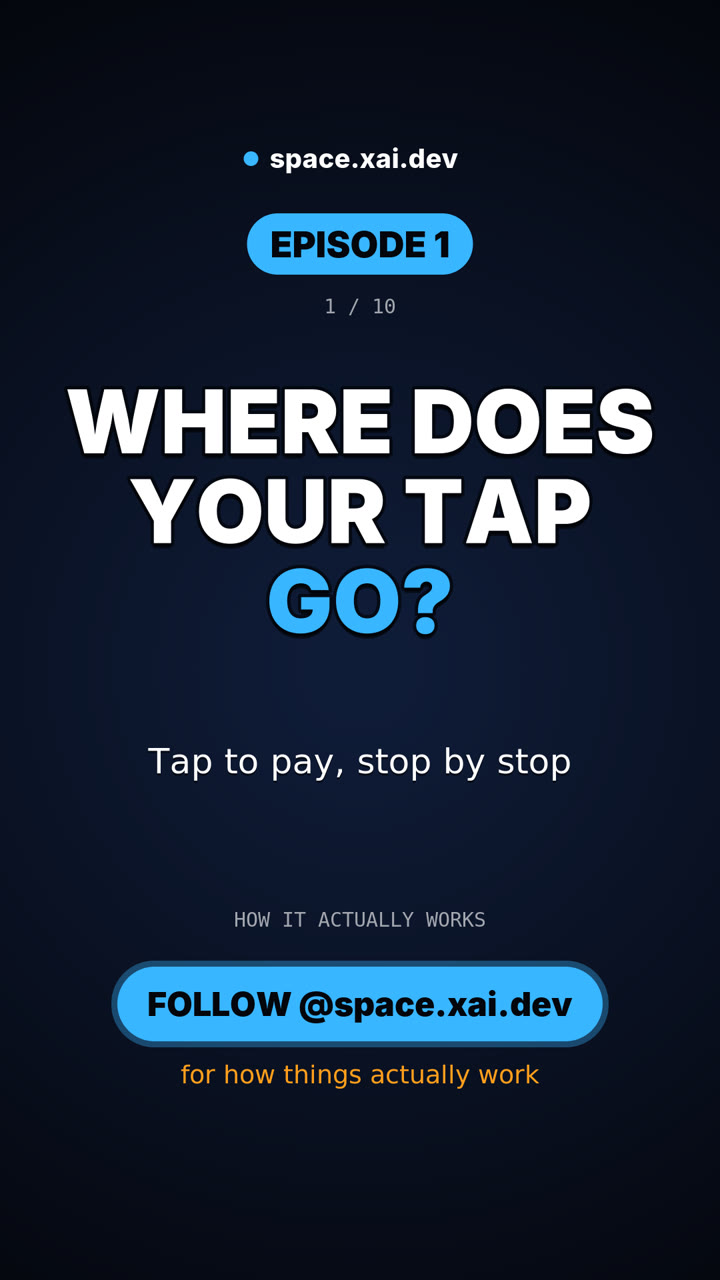 space.xai.dev
EPISODE 1
1 / 10
WHERE DOES
YOUR TAP
GO?
Tap to pay, stop by stop
HOW IT ACTUALLY WORKS
FOLLOW @space.xai.dev
for how things actually work